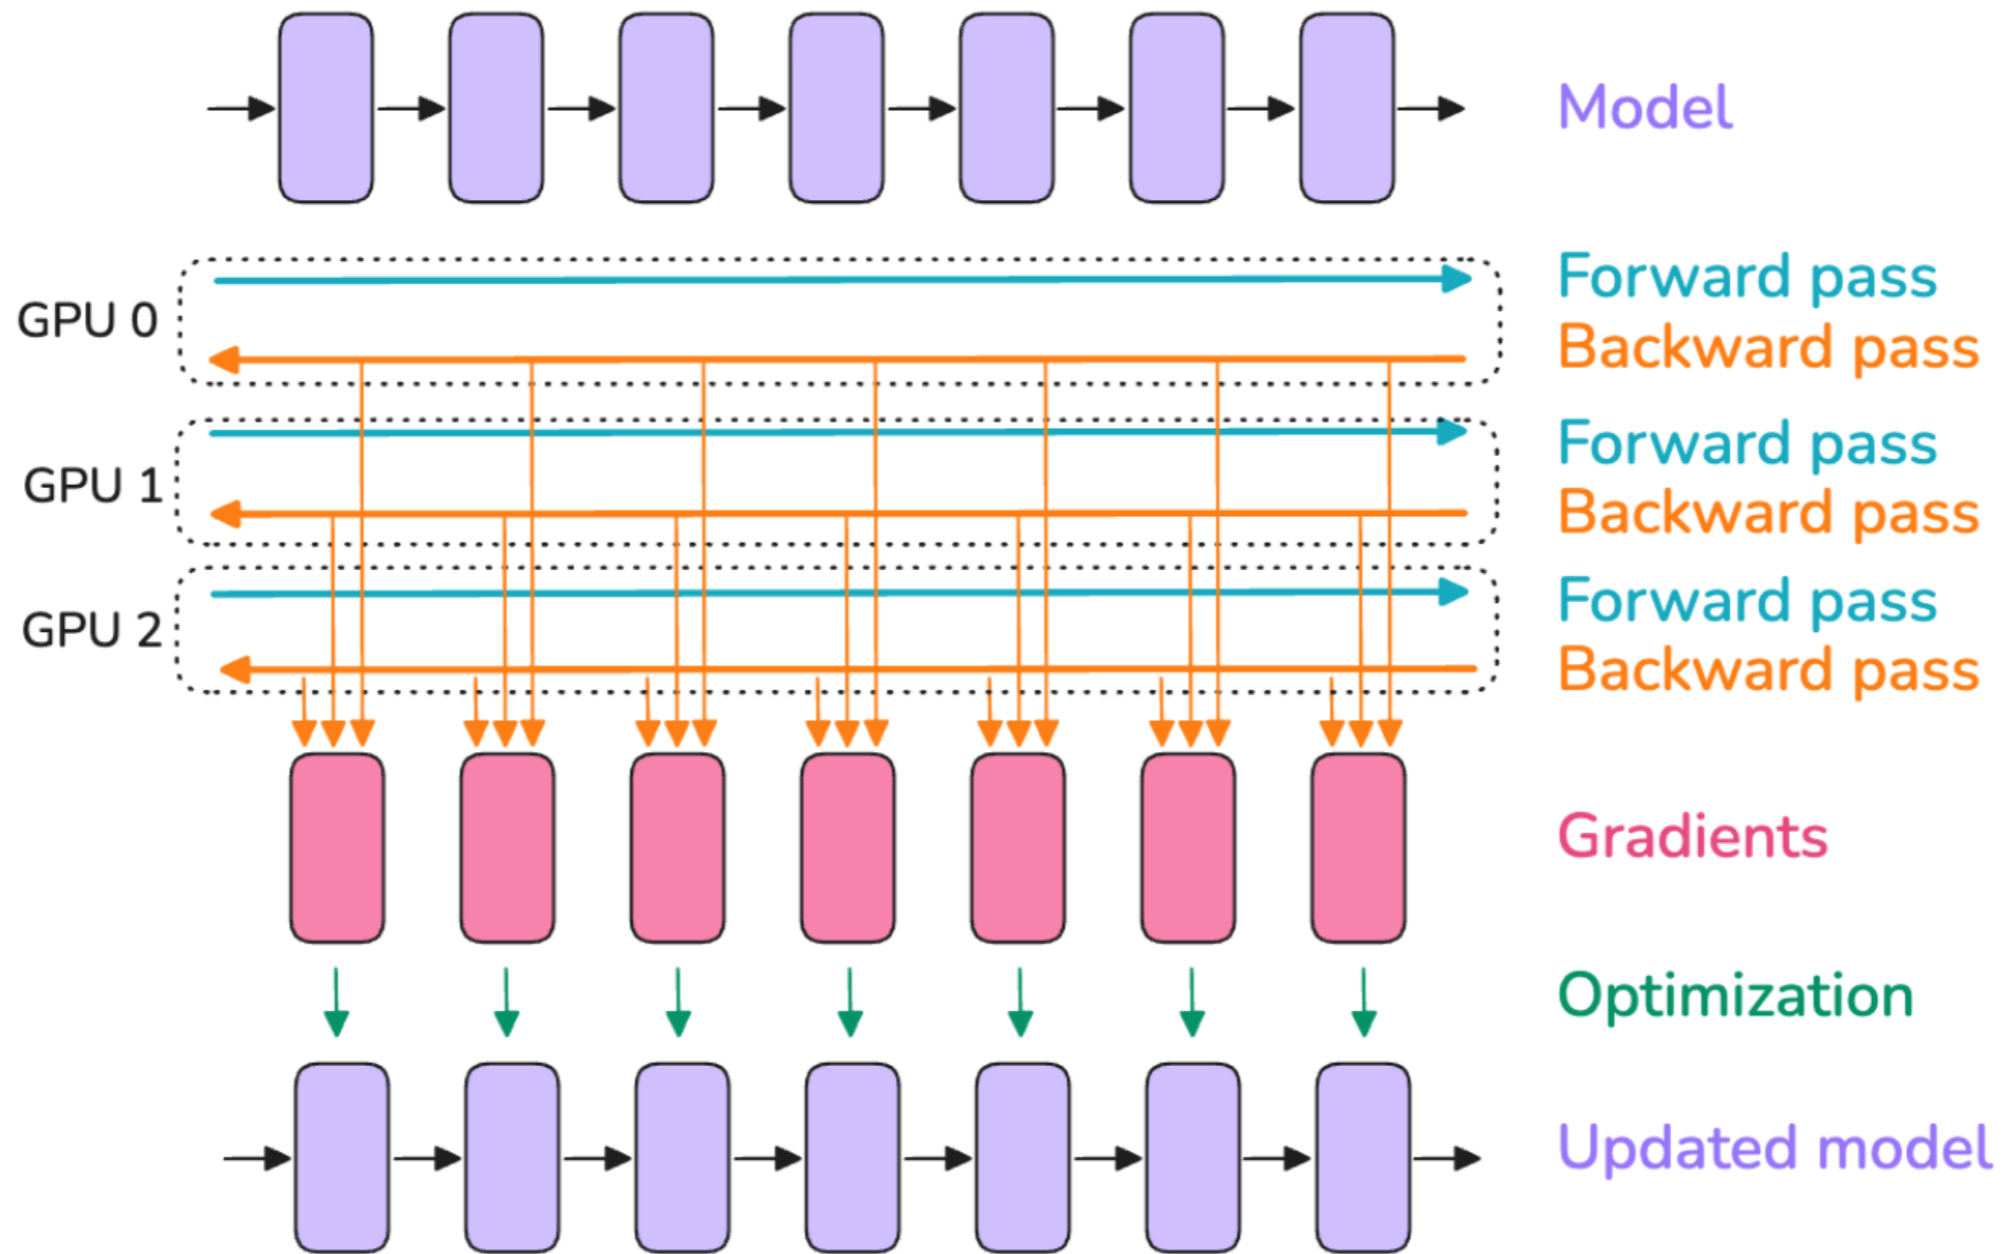 Model
GPU 0
Forward pass
Backward pass
GPU 1
Forward pass
Backward pass
GPU 2
Forward pass
Backward pass
Gradients
Optimization
Updated model